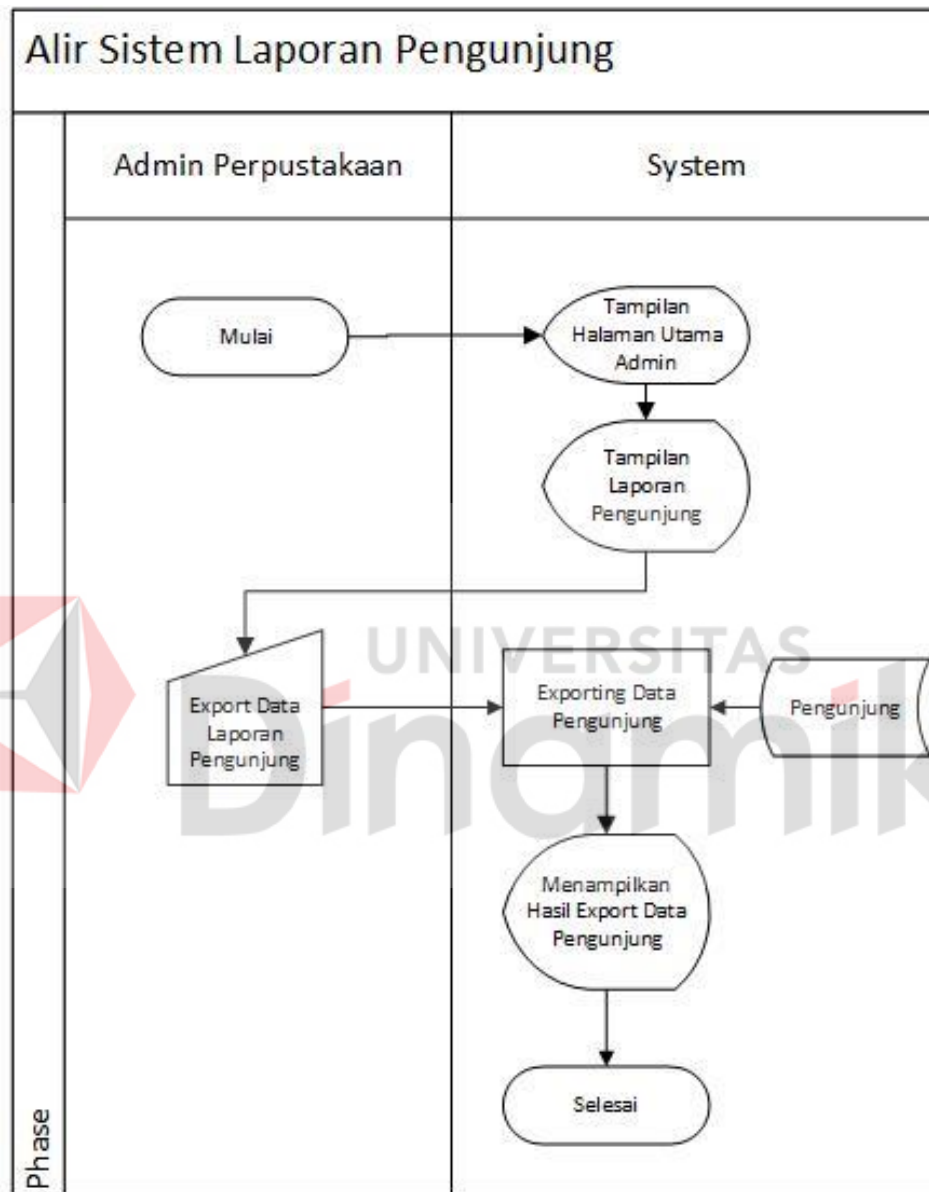 Alir Sistem Laporan Pengunjung
Admin Perpustakaan
System
Mulai
Tampilan
Halaman Utama
Admin
Tampilan
Laporan
Pengunjung
UNIVERSITAS
Dinamik
Export Data
Laporan
Pengunjung
Exporting Data
Pengunjung
Pengunjung
Menampilkan
Hasil Export Data
Pengunjung
Selesai
Phase